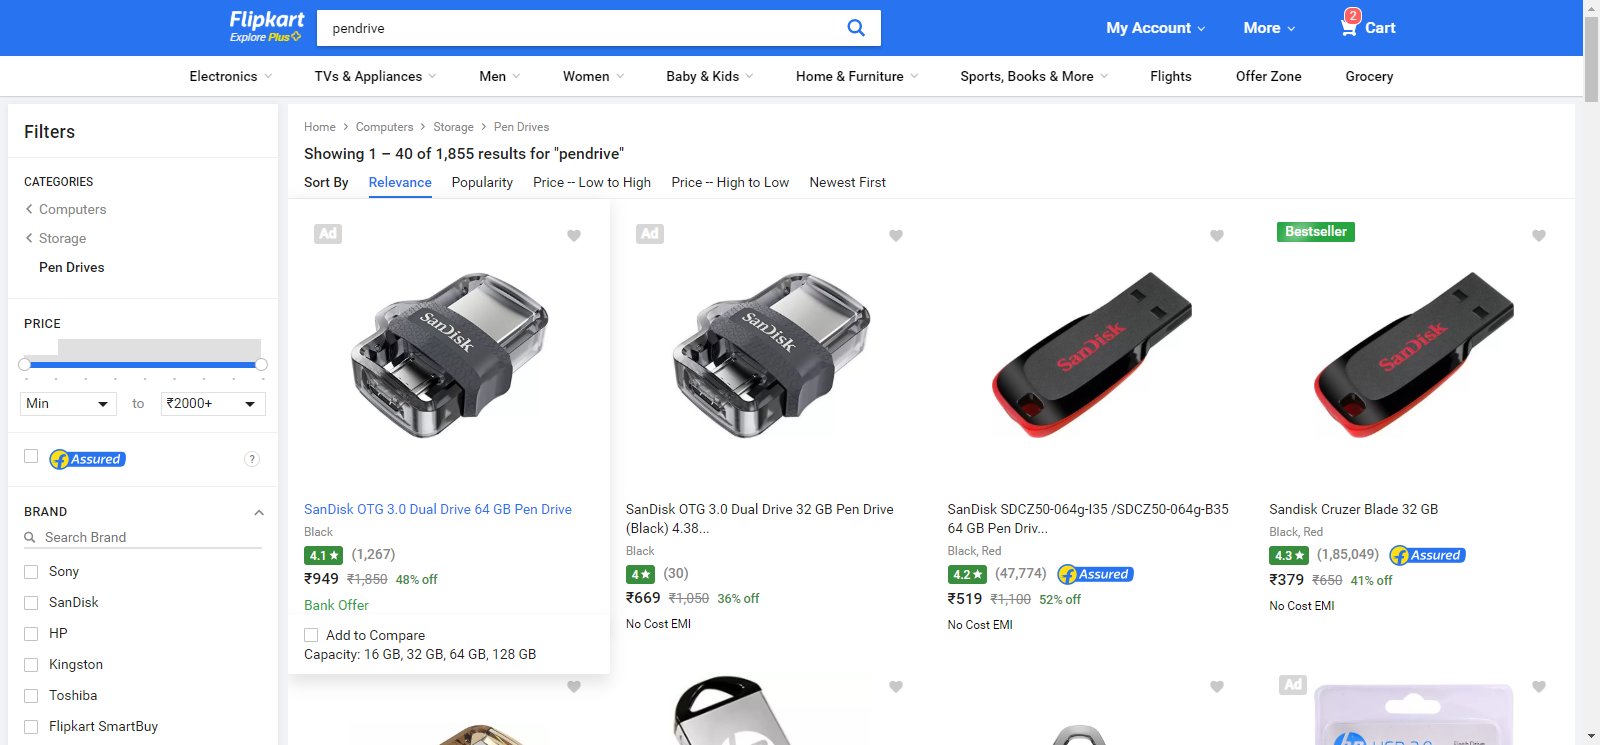 Flipkart
Explore Plus
pendrive
My Account
More
2
Cart
Electronics
TVs & Appliances
Men
Women
Baby & Kids
Home & Furniture
Sports, Books & More
Flights
Offer Zone
Grocery
Filters
CATEGORIES
Computers
Storage
Pen Drives
PRICE
Min
to
₹2000+
Assured
?
BRAND
Search Brand
Sony
SanDisk
HP
Kingston
Toshiba
Flipkart SmartBuy
Home
Computers
Storage
Pen Drives
Showing 1 – 40 of 1,855 results for "pendrive"
Sort By
Relevance
Popularity
Price -- Low to High
Price -- High to Low
Newest First
Ad
SanDisk
SanDisk OTG 3.0 Dual Drive 64 GB Pen Drive
Black
4.1★ (1,267)
₹949 ₹1,850 48% off
Bank Offer
Add to Compare
Capacity: 16 GB, 32 GB, 64 GB, 128 GB
Ad
SanDisk
SanDisk OTG 3.0 Dual Drive 32 GB Pen Drive
(Black) 4.38...
Black
4★ (30)
₹669 ₹1,050 36% off
No Cost EMI
SanDisk
SanDisk SDCZ50-064g-I35 /SDCZ50-064g-B35
64 GB Pen Driv...
Black, Red
4.2★ (47,774) Assured
₹519 ₹1,100 52% off
No Cost EMI
Bestseller
SanDisk
Sandisk Cruzer Blade 32 GB
Black, Red
4.3★ (1,85,049) Assured
₹379 ₹650 41% off
No Cost EMI
Ad